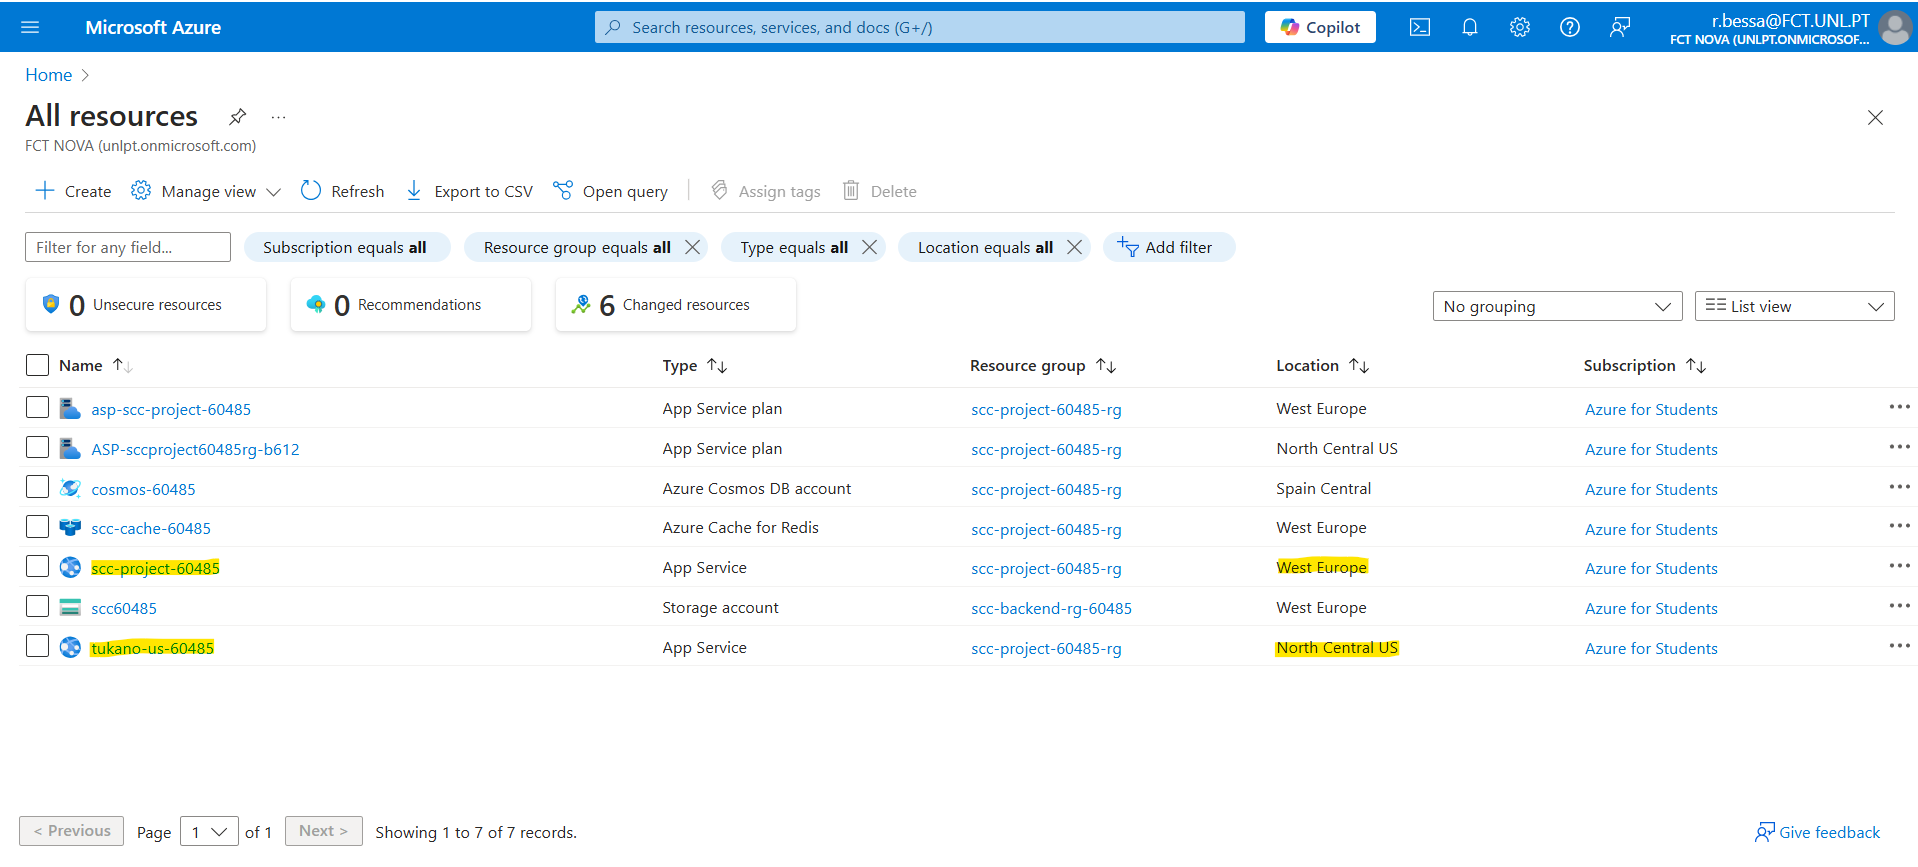 Microsoft Azure
Search resources, services, and docs (G+/)
Copilot
r.bessa@FCT.UNL.PT
FCT NOVA (UNLPT.ONMICROSOF...
Home
All resources
FCT NOVA (unlpt.onmicrosoft.com)
Create Manage view Refresh Export to CSV Open query Assign tags Delete
Filter for any field... Subscription equals all Resource group equals all Type equals all Location equals all Add filter
0 Unsecure resources 0 Recommendations 6 Changed resources No grouping List view
Name Type Resource group Location Subscription
asp-scc-project-60485 App Service plan scc-project-60485-rg West Europe Azure for Students
ASP-sccproject60485rg-b612 App Service plan scc-project-60485-rg North Central US Azure for Students
cosmos-60485 Azure Cosmos DB account scc-project-60485-rg Spain Central Azure for Students
scc-cache-60485 Azure Cache for Redis scc-project-60485-rg West Europe Azure for Students
scc-project-60485 App Service scc-project-60485-rg West Europe Azure for Students
scc60485 Storage account scc-backend-rg-60485 West Europe Azure for Students
tukano-us-60485 App Service scc-project-60485-rg North Central US Azure for Students
< Previous Page 1 of 1 Next > Showing 1 to 7 of 7 records. Give feedback